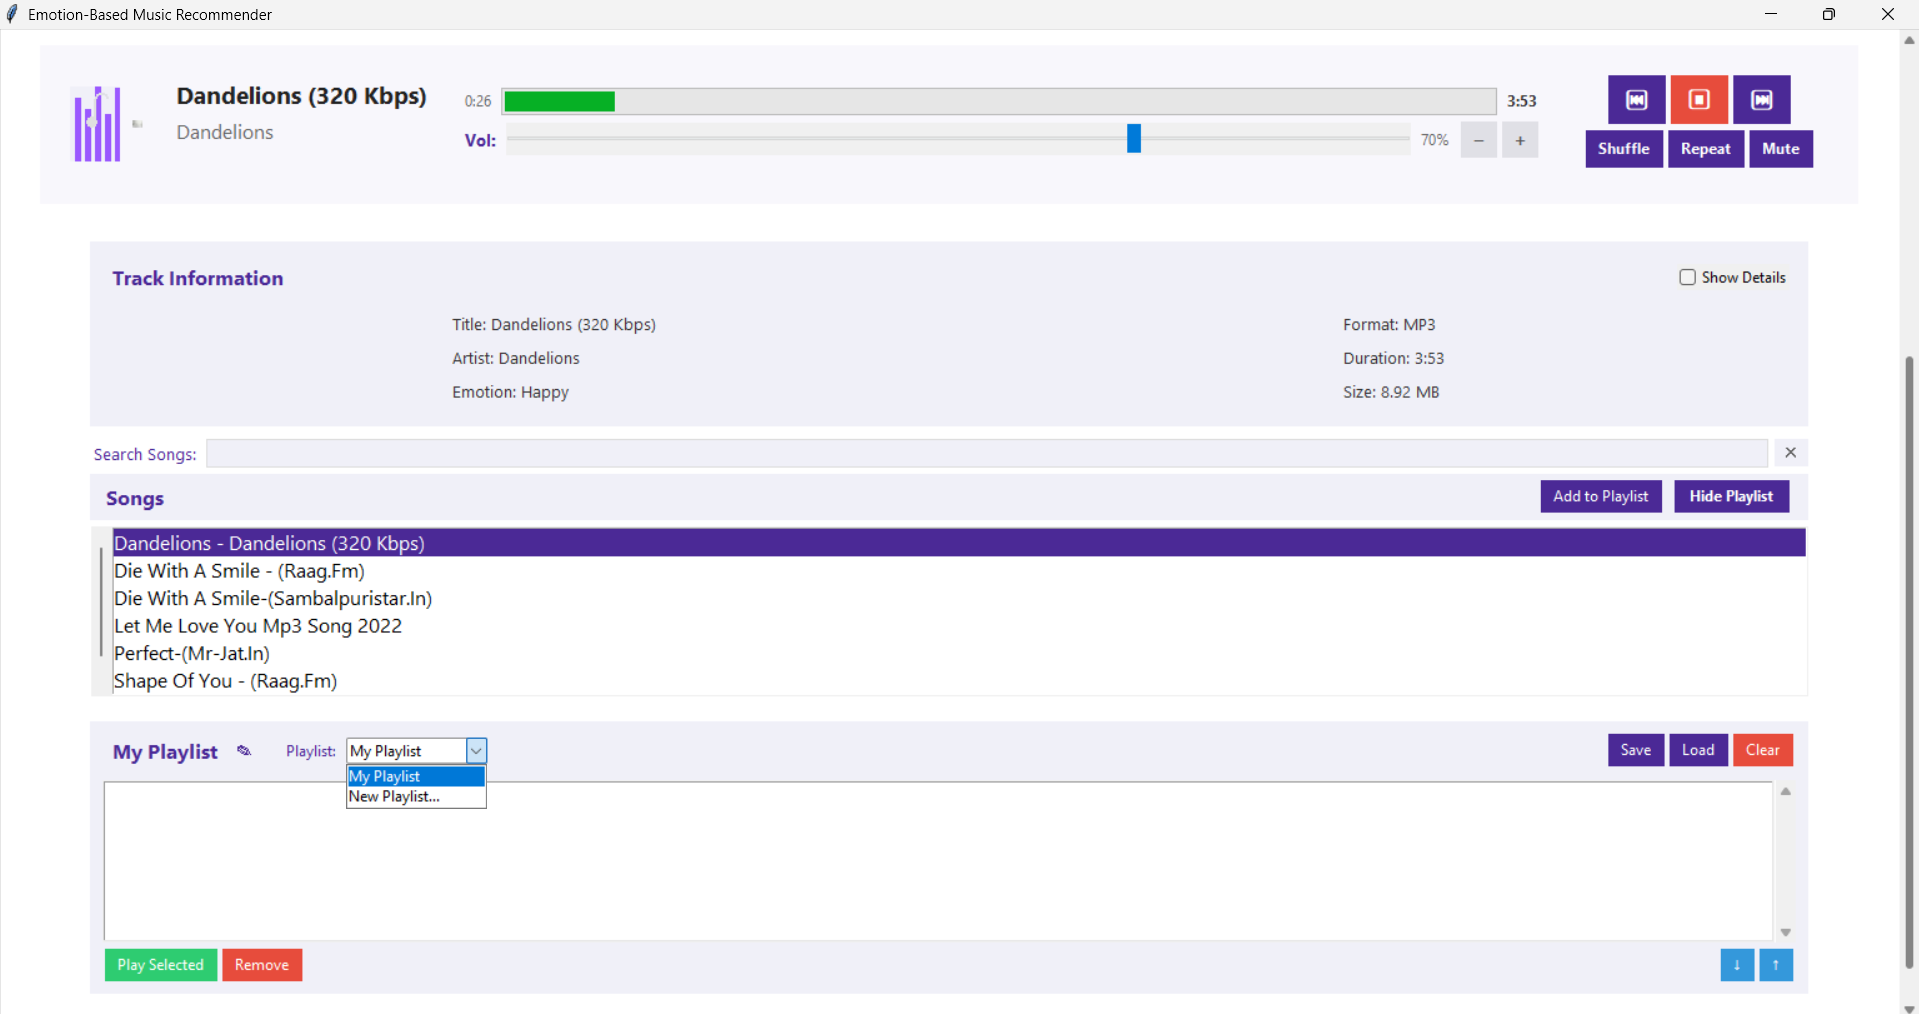 Emotion-Based Music Recommender
Dandelions (320 Kbps)
Dandelions
0:26
3:53
Vol:
70%
−
+
Shuffle
Repeat
Mute
Track Information
Show Details
Title: Dandelions (320 Kbps)
Format: MP3
Artist: Dandelions
Duration: 3:53
Emotion: Happy
Size: 8.92 MB
Search Songs:
Songs
Add to Playlist
Hide Playlist
Dandelions - Dandelions (320 Kbps)
Die With A Smile - (Raag.Fm)
Die With A Smile-(Sambalpuristar.In)
Let Me Love You Mp3 Song 2022
Perfect-(Mr-Jat.In)
Shape Of You - (Raag.Fm)
My Playlist
Playlist:
My Playlist
Save
Load
Clear
My Playlist
New Playlist...
Play Selected
Remove
↓
↑